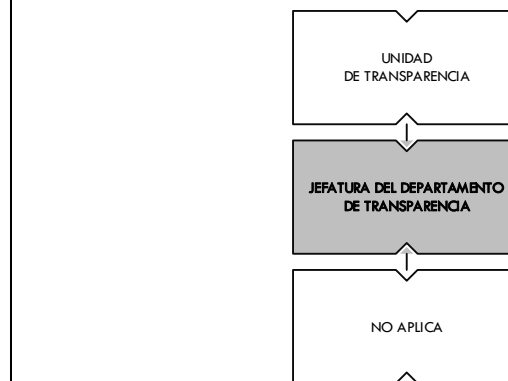 UNIDAD
DE TRANSPARENCIA
JEFATURA DEL DEPARTAMENTO
DE TRANSPARENCIA
NO APLICA